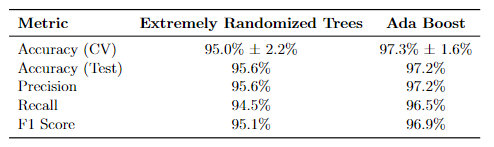 Metric Extremely Randomized Trees Ada Boost
Accuracy (CV) 95.0% ± 2.2% 97.3% ± 1.6%
Accuracy (Test) 95.6% 97.2%
Precision 95.6% 97.2%
Recall 94.5% 96.5%
F1 Score 95.1% 96.9%